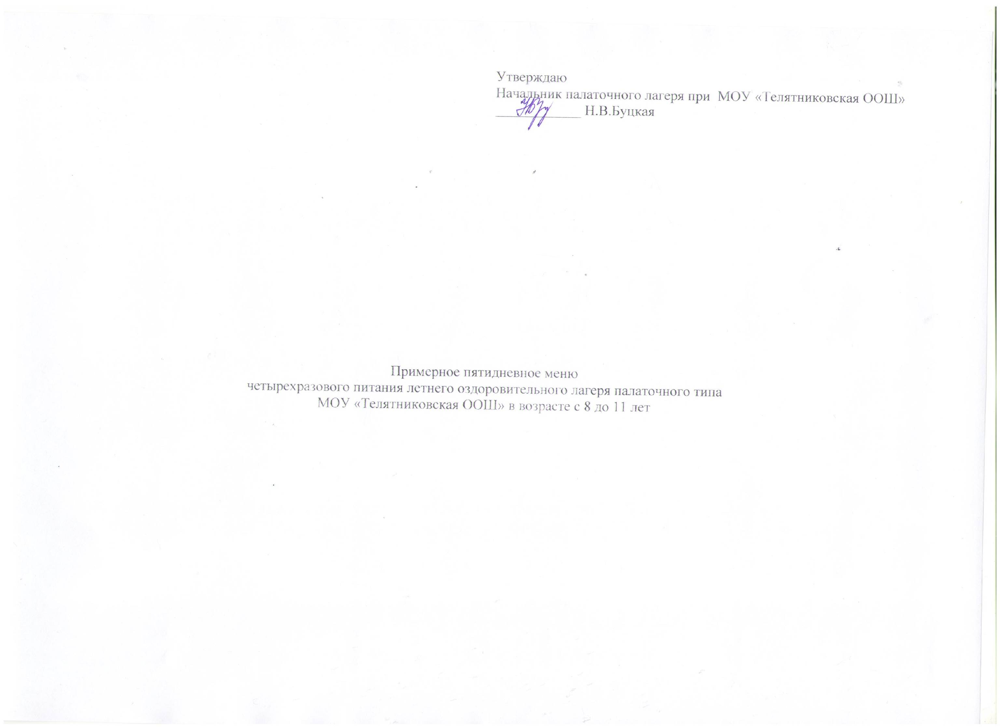 Утверждаю
Начальник палаточного лагеря при МОУ «Телятниковская ООШ»
____________ Н.В.Буцкая
Примерное пятидневное меню
четырехразового питания летнего оздоровительного лагеря палаточного типа
МОУ «Телятниковская ООШ» в возрасте с 8 до 11 лет